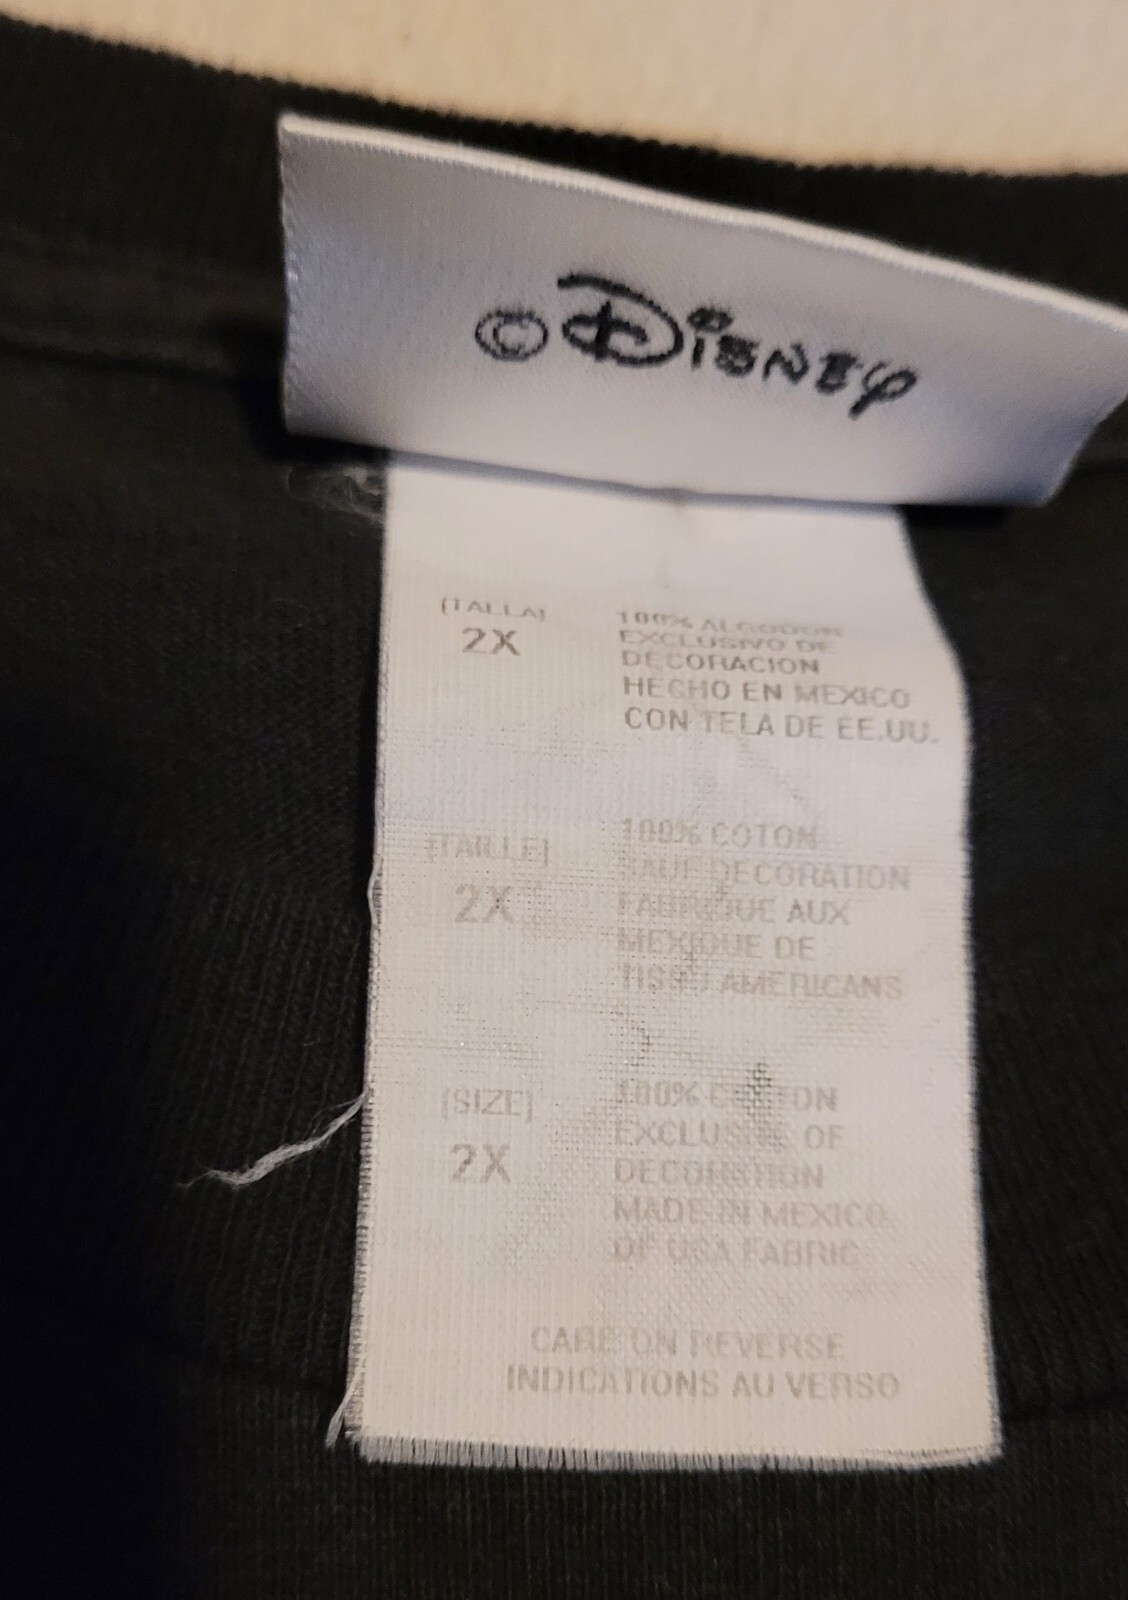 © Disney
(TALLA)
2X
100% ALGODON
EXCLUSIVO DE
DECORACION
HECHO EN MEXICO
CON TELA DE EE.UU.
(TAILLE)
2X
100% COTON
SAUF DECORATION
FABRIQUE AUX
MEXIQUE DE
TISSU AMERICANS
(SIZE)
2X
100% COTTON
EXCLUSIVE OF
DECORATION
MADE IN MEXICO
OF USA FABRIC
CARE ON REVERSE
INDICATIONS AU VERSO